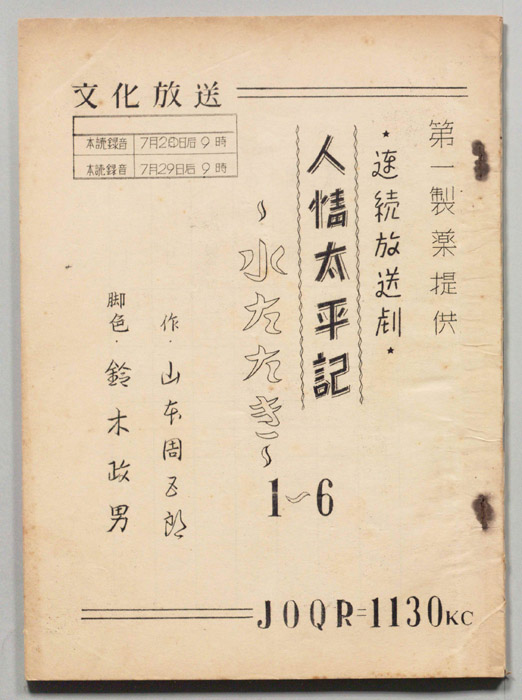 文化放送
本読録音 7月2日后9時
本読録音 7月29日后9時
第一製薬提供
★連続放送劇★
人情太平記
~水たたき~
1~6
作・山本周五郎
脚色・鈴木政男
JOQR=1130KC